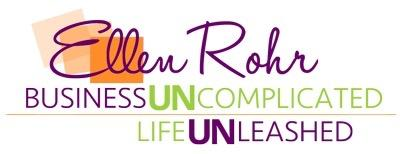 Ellen Rohr
BUSINESSUNCOMPLICATED
LIFEUNLEASHED